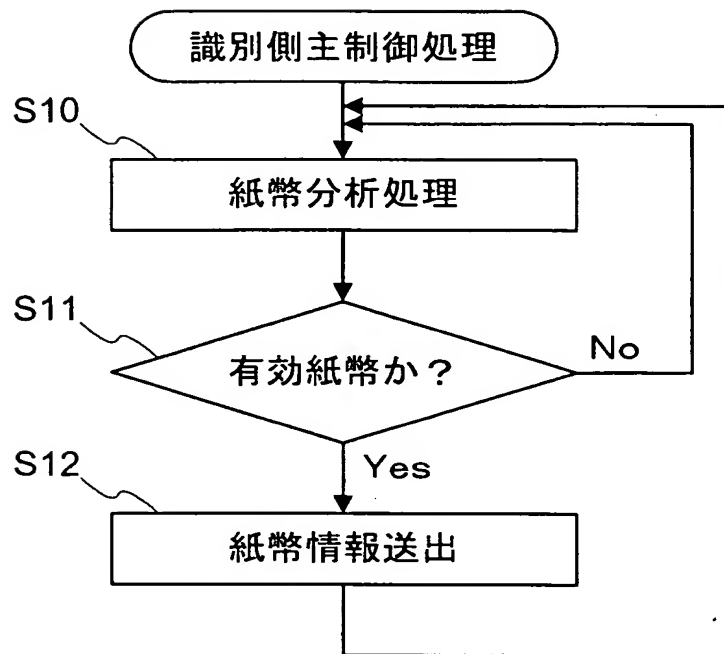 識別側主制御処理
S10
紙幣分析処理
S11
有効紙幣か？
No
Yes
S12
紙幣情報送出